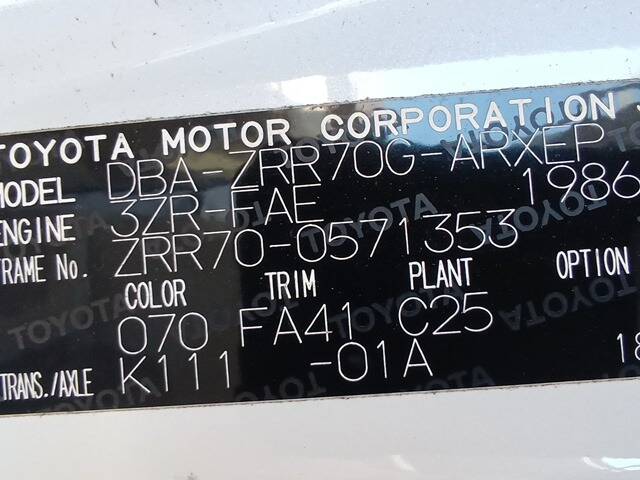 TOYOTA MOTOR CORPORATION
MODEL DBA-ZRR70G-ARXEP
ENGINE 3ZR-FAE 1986
FRAME No. ZRR70-0571353
COLOR TRIM PLANT OPTION
070 FA41 C25
TRANS./AXLE K111 -01A 18